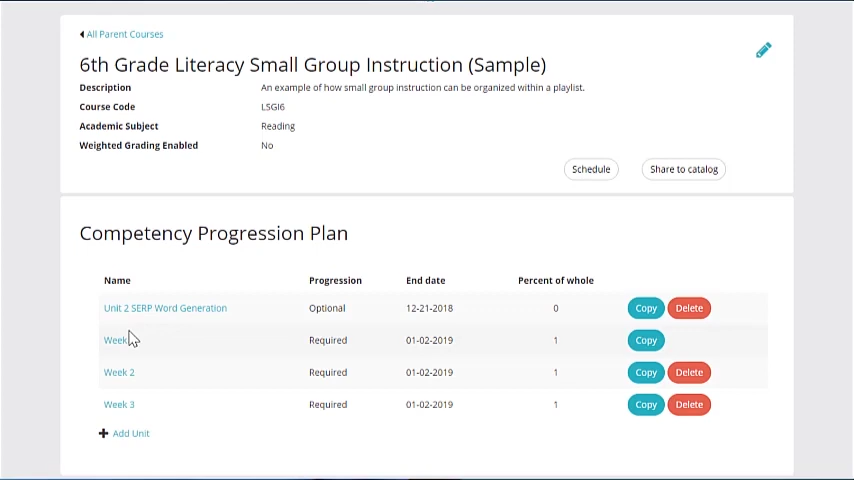 All Parent Courses
6th Grade Literacy Small Group Instruction (Sample)
Description An example of how small group instruction can be organized within a playlist.
Course Code LSGI6
Academic Subject Reading
Weighted Grading Enabled No
Schedule Share to catalog
Competency Progression Plan
Name Progression End date Percent of whole
Unit 2 SERP Word Generation Optional 12-21-2018 0 Copy Delete
Week Required 01-02-2019 1 Copy
Week 2 Required 01-02-2019 1 Copy Delete
Week 3 Required 01-02-2019 1 Copy Delete
Add Unit